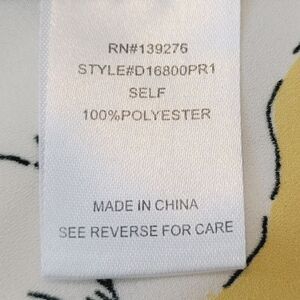 RN#139276
STYLE#D16800PR1
SELF
100%POLYESTER
MADE IN CHINA
SEE REVERSE FOR CARE